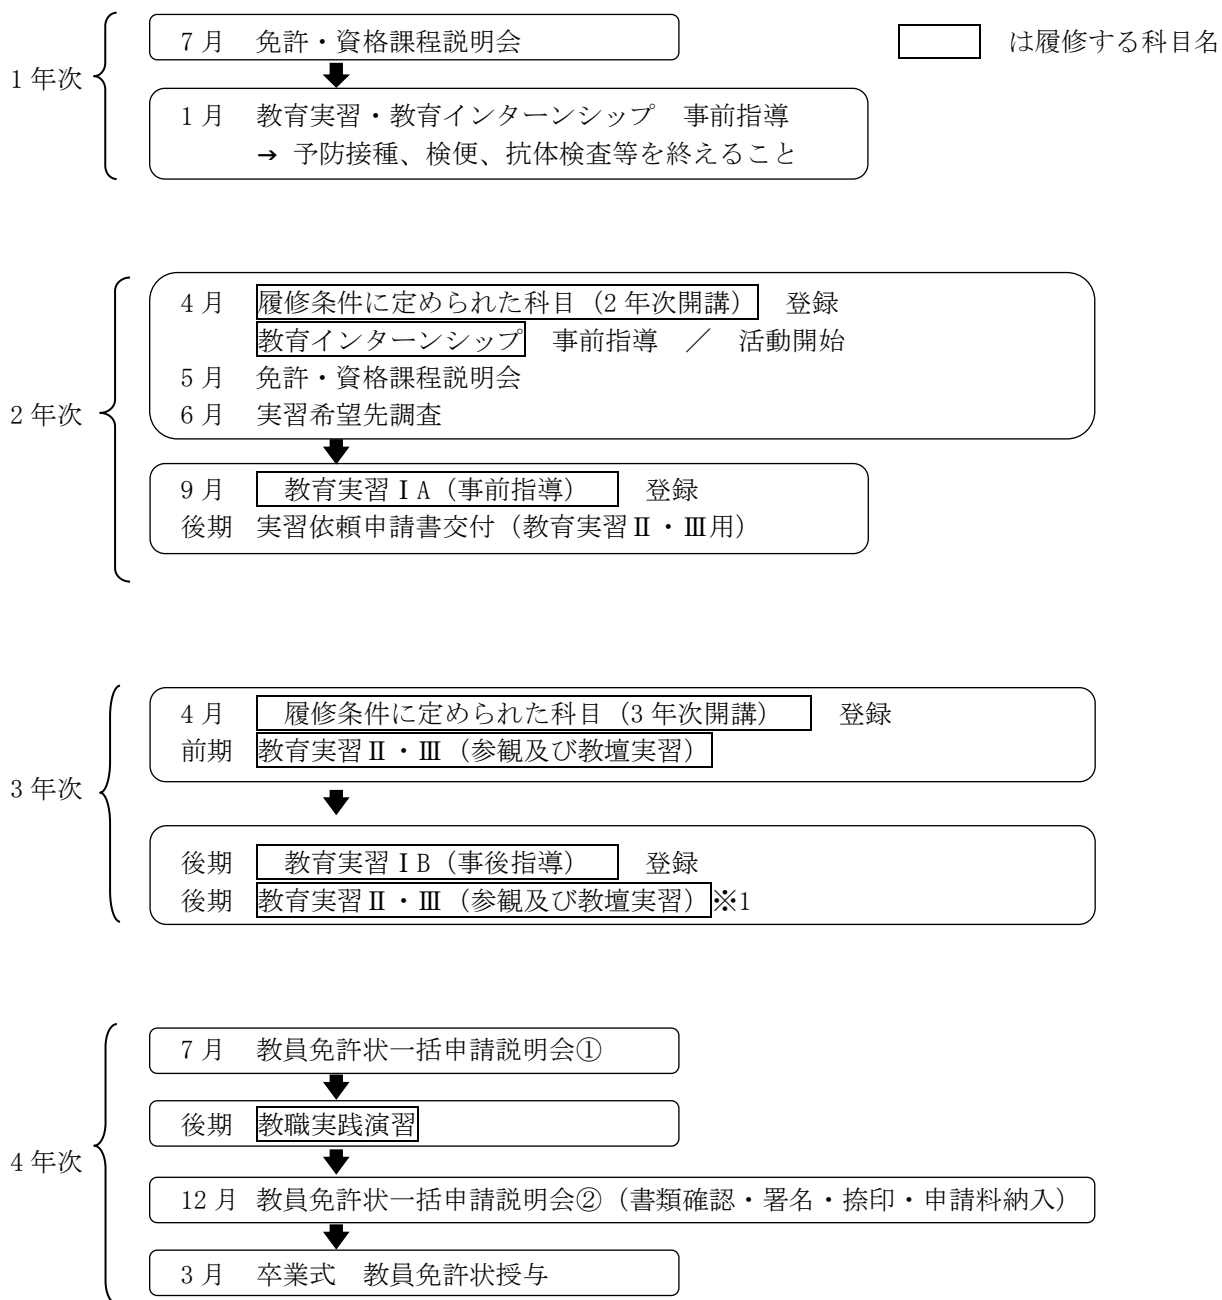 7月 免許・資格課程説明会
は履修する科目名
1年次
1月 教育実習・教育インターンシップ 事前指導
→ 予防接種、検便、抗体検査等を終えること
4月 履修条件に定められた科目（2年次開講） 登録
教育インターンシップ 事前指導 ／ 活動開始
5月 免許・資格課程説明会
2年次
6月 実習希望先調査
9月 教育実習ⅠA（事前指導） 登録
後期 実習依頼申請書交付（教育実習Ⅱ・Ⅲ用）
4月 履修条件に定められた科目（3年次開講） 登録
前期 教育実習Ⅱ・Ⅲ（参観及び教壇実習）
3年次
後期 教育実習ⅠB（事後指導） 登録
後期 教育実習Ⅱ・Ⅲ（参観及び教壇実習）※1
7月 教員免許状一括申請説明会①
後期 教職実践演習
4年次
12月 教員免許状一括申請説明会②（書類確認・署名・捺印・申請料納入）
3月 卒業式 教員免許状授与